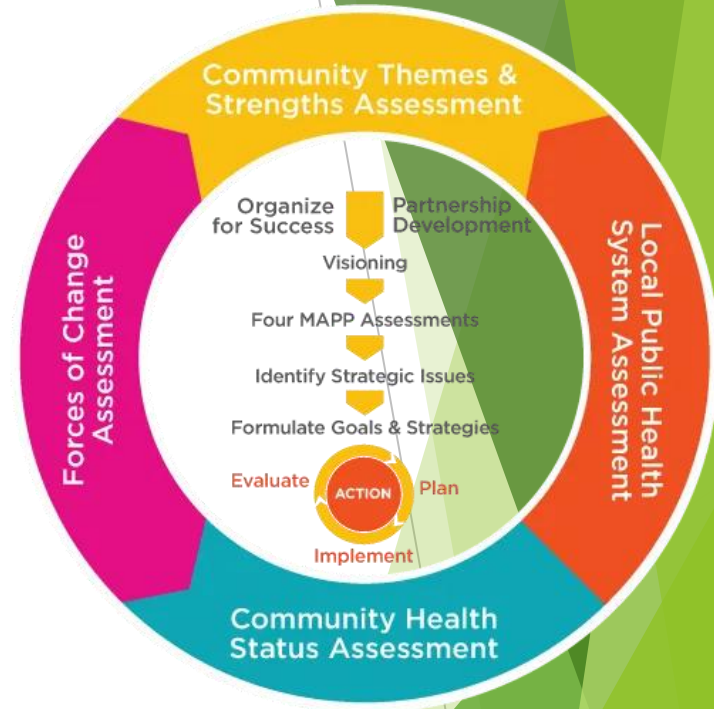 Community Themes &
Strengths Assessment
Organize
for Success
Partnership
Development
Visioning
Four MAPP Assessments
Identify Strategic Issues
Formulate Goals & Strategies
Evaluate
ACTION
Plan
Implement
Forces of Change
Assessment
Local Public Health
System Assessment
Community Health
Status Assessment